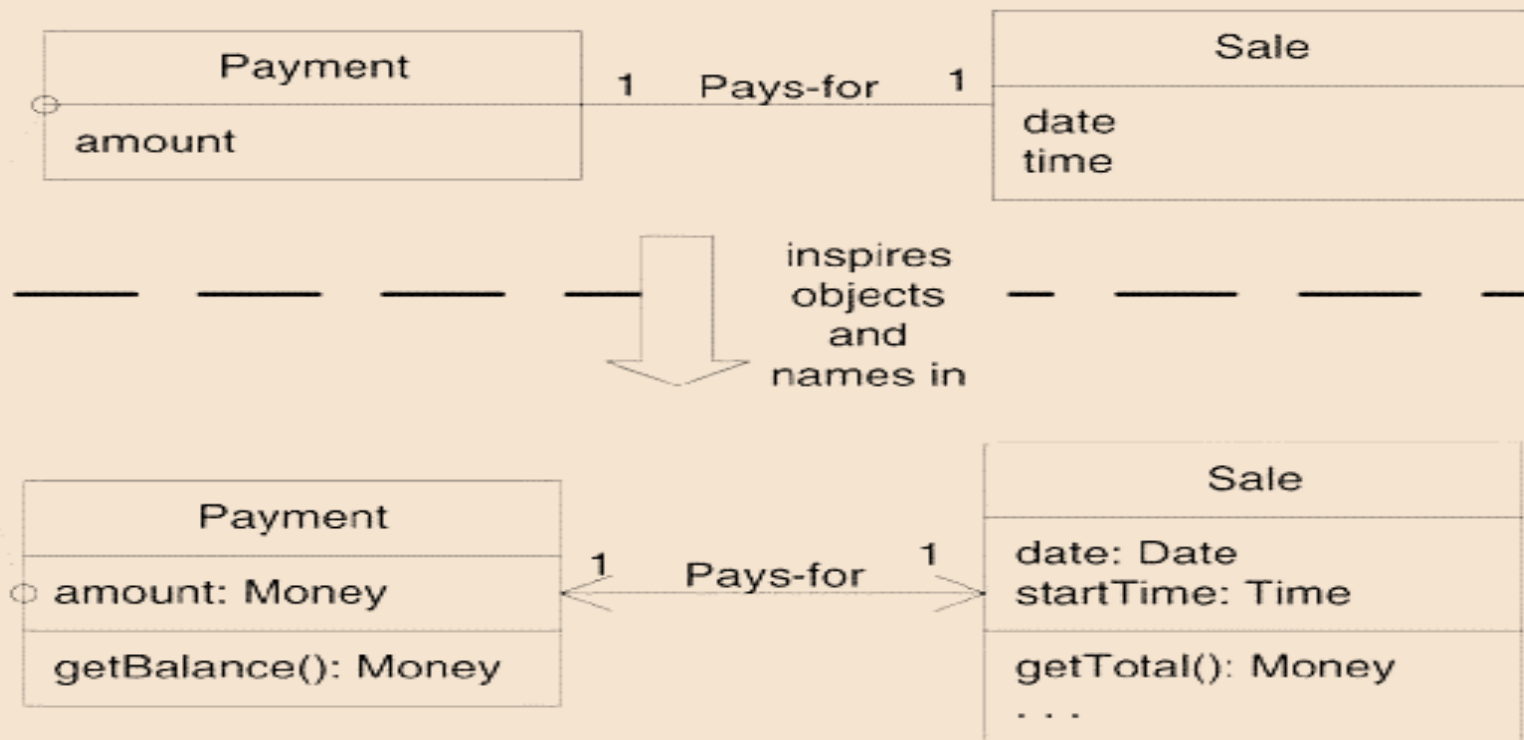 Payment
amount
1 Pays-for 1
Sale
date
time
inspires
objects
and
names in
Payment
amount: Money
getBalance(): Money
1 Pays-for 1
Sale
date: Date
startTime: Time
getTotal(): Money
. . .